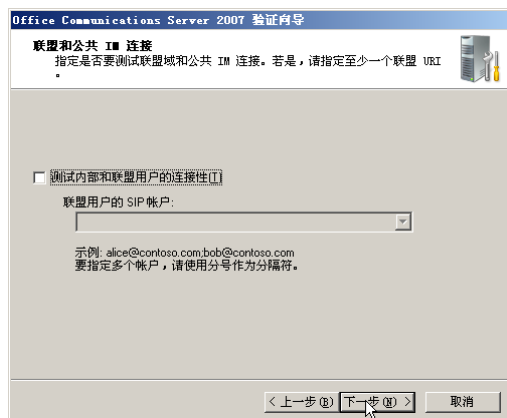 Office Communications Server 2007 验证向导
联盟和公共 IM 连接
指定是否要测试联盟域和公共 IM 连接。若是，请指定至少一个联盟 URI
。
测试内部和联盟用户的连接性(T)
联盟用户的 SIP 帐户:
示例: alice@contoso.com;bob@contoso.com
要指定多个帐户，请使用分号作为分隔符。
< 上一步(B) 下一步(N) > 取消